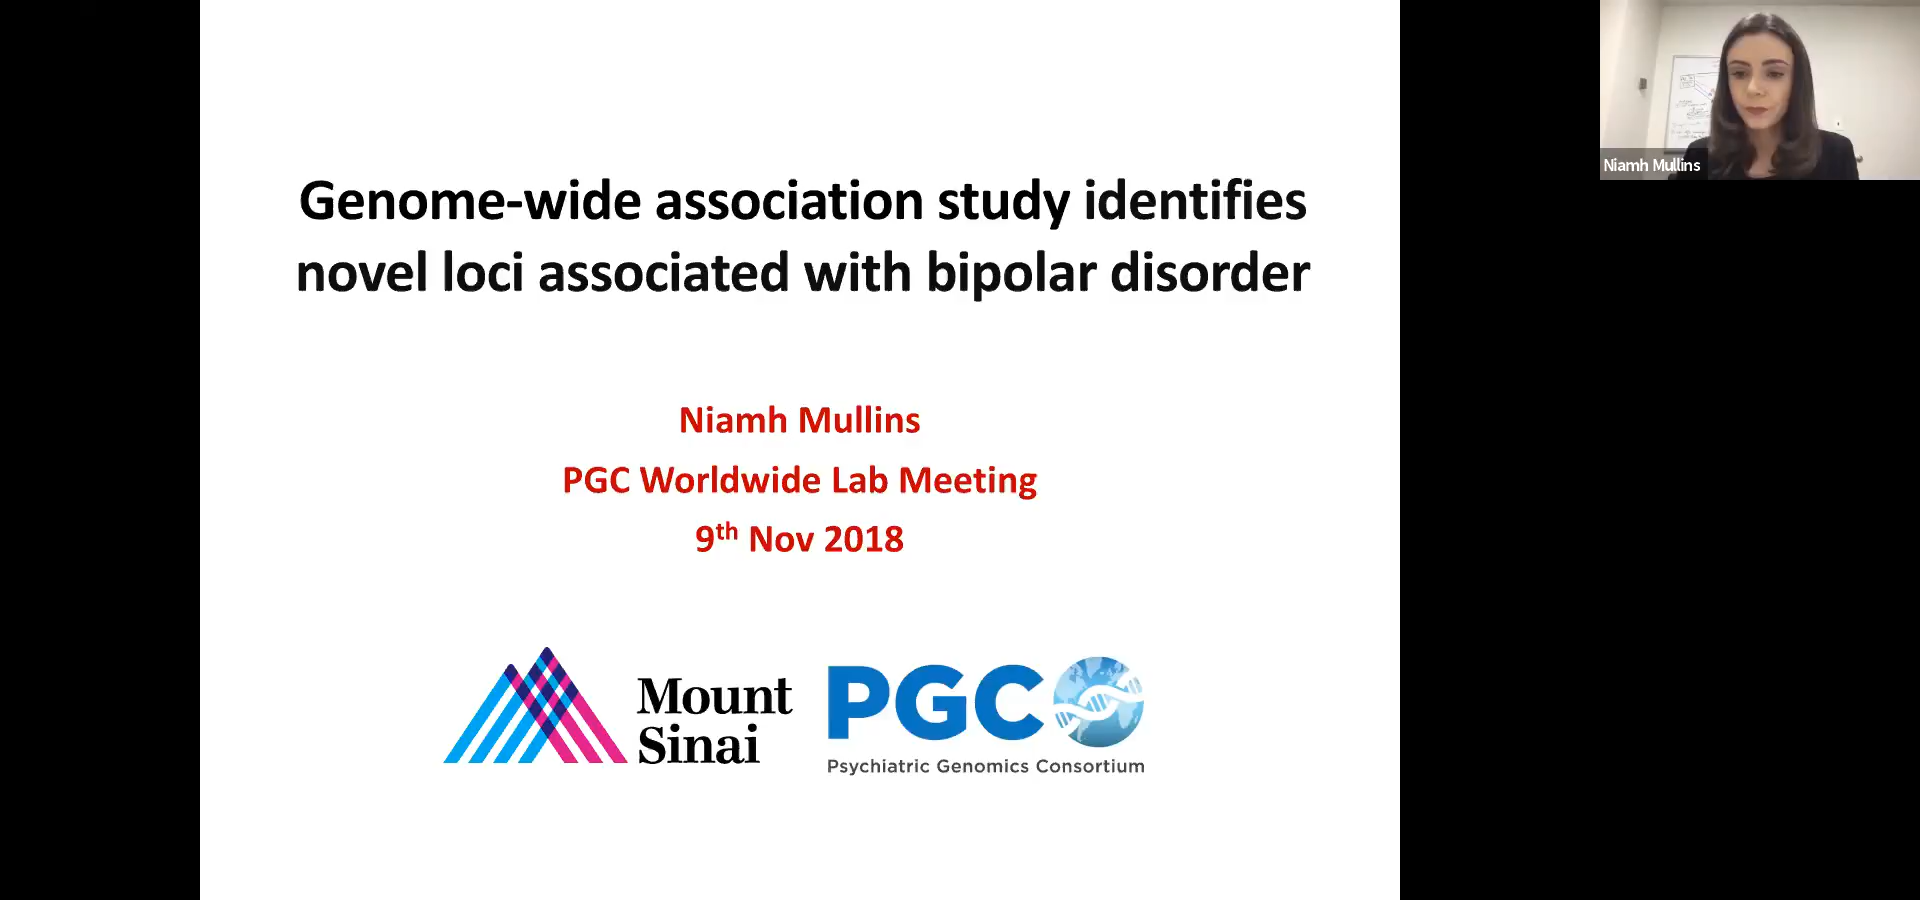 Genome-wide association study identifies
novel loci associated with bipolar disorder
Niamh Mullins
PGC Worldwide Lab Meeting
9th Nov 2018
Mount
Sinai
PGC
Psychiatric Genomics Consortium
Niamh Mullins